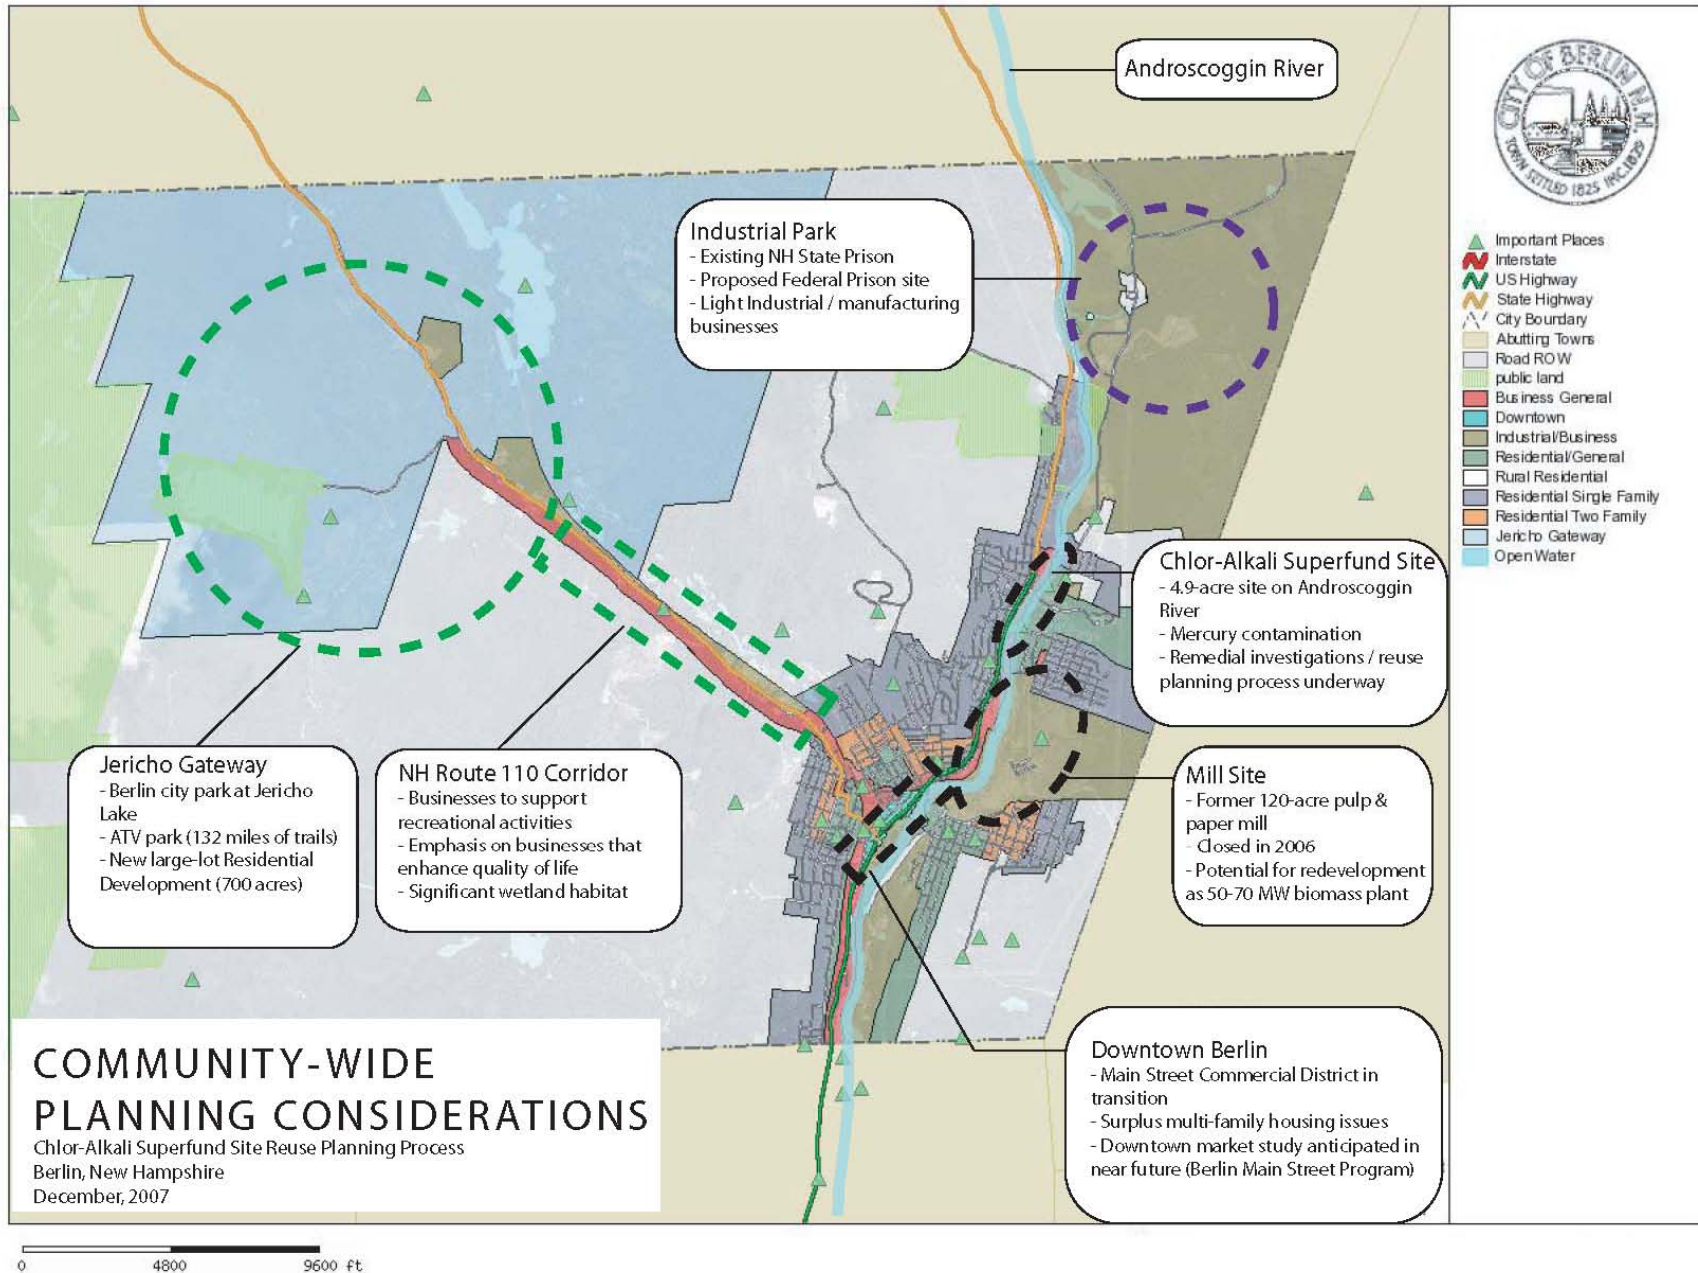 Androscoggin River
CITY OF BERLIN N.H.
TOWN SETTLED 1825 INC. 1829
Industrial Park
- Existing NH State Prison
- Proposed Federal Prison site
- Light Industrial / manufacturing
businesses
Important Places
Interstate
US Highway
State Highway
City Boundary
Abutting Towns
Road ROW
public land
Business General
Downtown
Industrial/Business
Residential/General
Rural Residential
Residential Single Family
Residential Two Family
Jericho Gateway
Open Water
Chlor-Alkali Superfund Site
- 4.9-acre site on Androscoggin
River
- Mercury contamination
- Remedial investigations / reuse
planning process underway
Jericho Gateway
- Berlin city park at Jericho
Lake
- ATV park (132 miles of trails)
- New large-lot Residential
Development (700 acres)
NH Route 110 Corridor
- Businesses to support
recreational activities
- Emphasis on businesses that
enhance quality of life
- Significant wetland habitat
Mill Site
- Former 120-acre pulp &
paper mill
- Closed in 2006
- Potential for redevelopment
as 50-70 MW biomass plant
Downtown Berlin
- Main Street Commercial District in
transition
- Surplus multi-family housing issues
- Downtown market study anticipated in
near future (Berlin Main Street Program)
COMMUNITY-WIDE
PLANNING CONSIDERATIONS
Chlor-Alkali Superfund Site Reuse Planning Process
Berlin, New Hampshire
December, 2007
0 4800 9600 ft